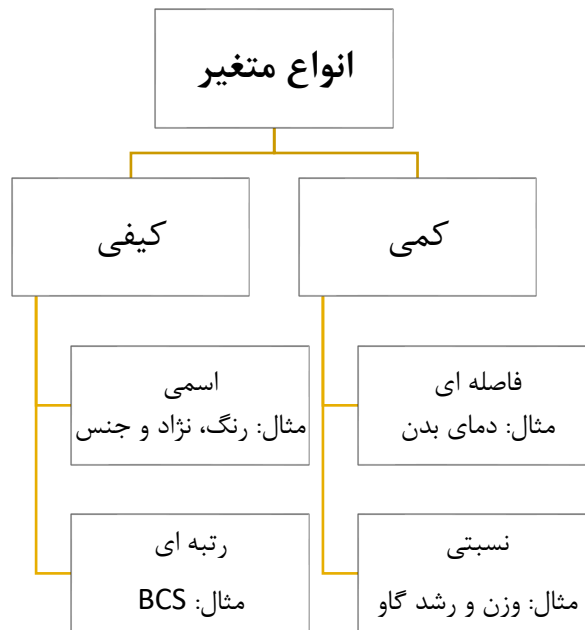 انواع متغیر
کمی
کیفی
فاصله ای
مثال: دمای بدن
اسمی
مثال: رنگ، نژاد و جنس
نسبتی
مثال: وزن و رشد گاو
رتبه ای
مثال: BCS